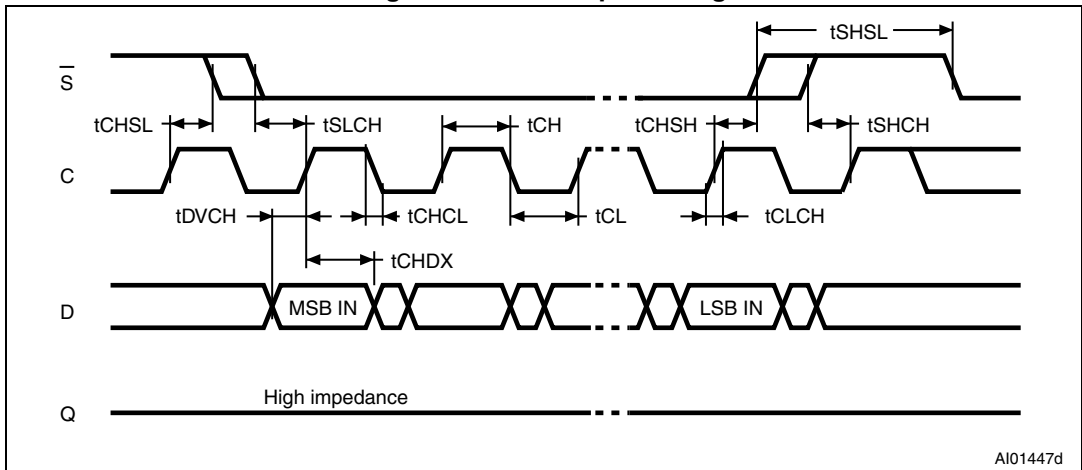 tSHSL
S
tCHSL
tSLCH
tCH
tCHSH
tSHCH
C
tDVCH
tCHCL
tCL
tCLCH
tCHDX
D
MSB IN
LSB IN
High impedance
Q
AI01447d